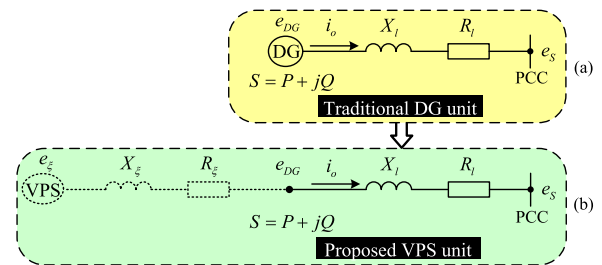 e_DG i_o X_l R_l
DG e_S
(a)
PCC
S = P + jQ
Traditional DG unit
e_ξ X_ξ R_ξ e_DG i_o X_l R_l
VPS e_S
(b)
PCC
S = P + jQ
Proposed VPS unit